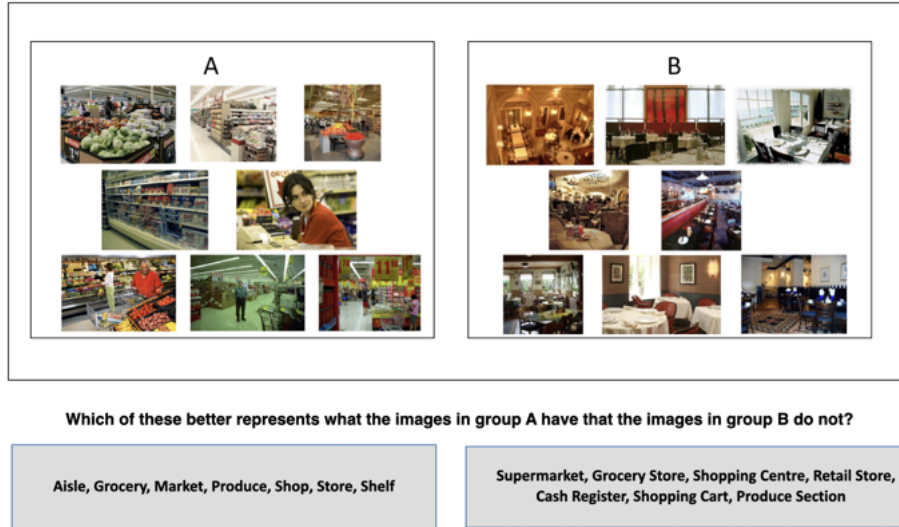 A
B
Which of these better represents what the images in group A have that the images in group B do not?
Aisle, Grocery, Market, Produce, Shop, Store, Shelf
Supermarket, Grocery Store, Shopping Centre, Retail Store,
Cash Register, Shopping Cart, Produce Section